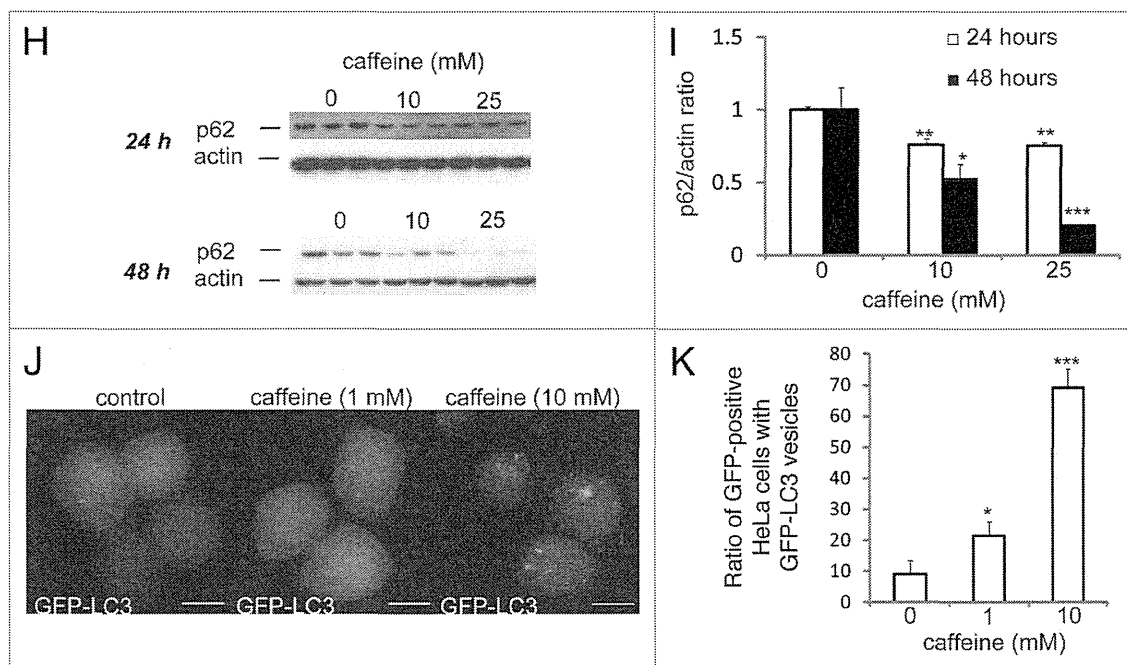 H
caffeine (mM)
0 10 25
24 h
p62
actin
0 10 25
48 h
p62
actin
I
1.5
1
0.5
0
p62/actin ratio
24 hours
48 hours
** **
* ***
0 10 25
caffeine (mM)
J
control caffeine (1 mM) caffeine (10 mM)
GFP-LC3 GFP-LC3 GFP-LC3
K
Ratio of GFP-positive
HeLa cells with
GFP-LC3 vesicles
80
70
60
50
40
30
20
10
0
***
*
0 1 10
caffeine (mM)